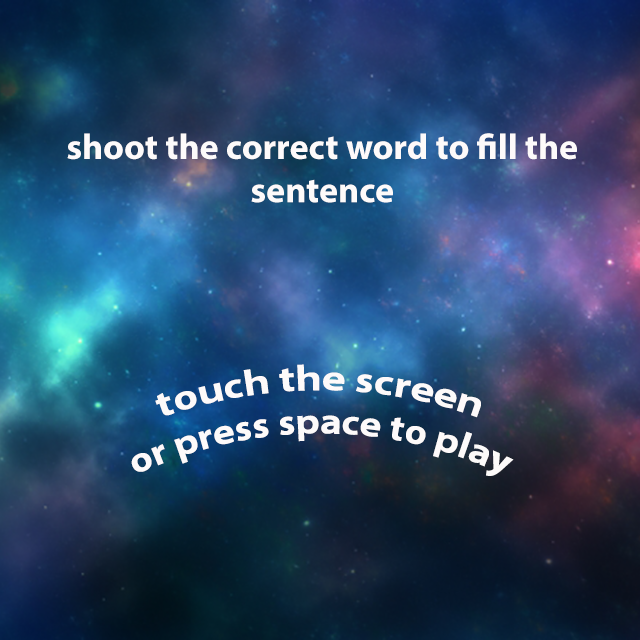 shoot the correct word to fill the
sentence
touch the screen
or press space to play